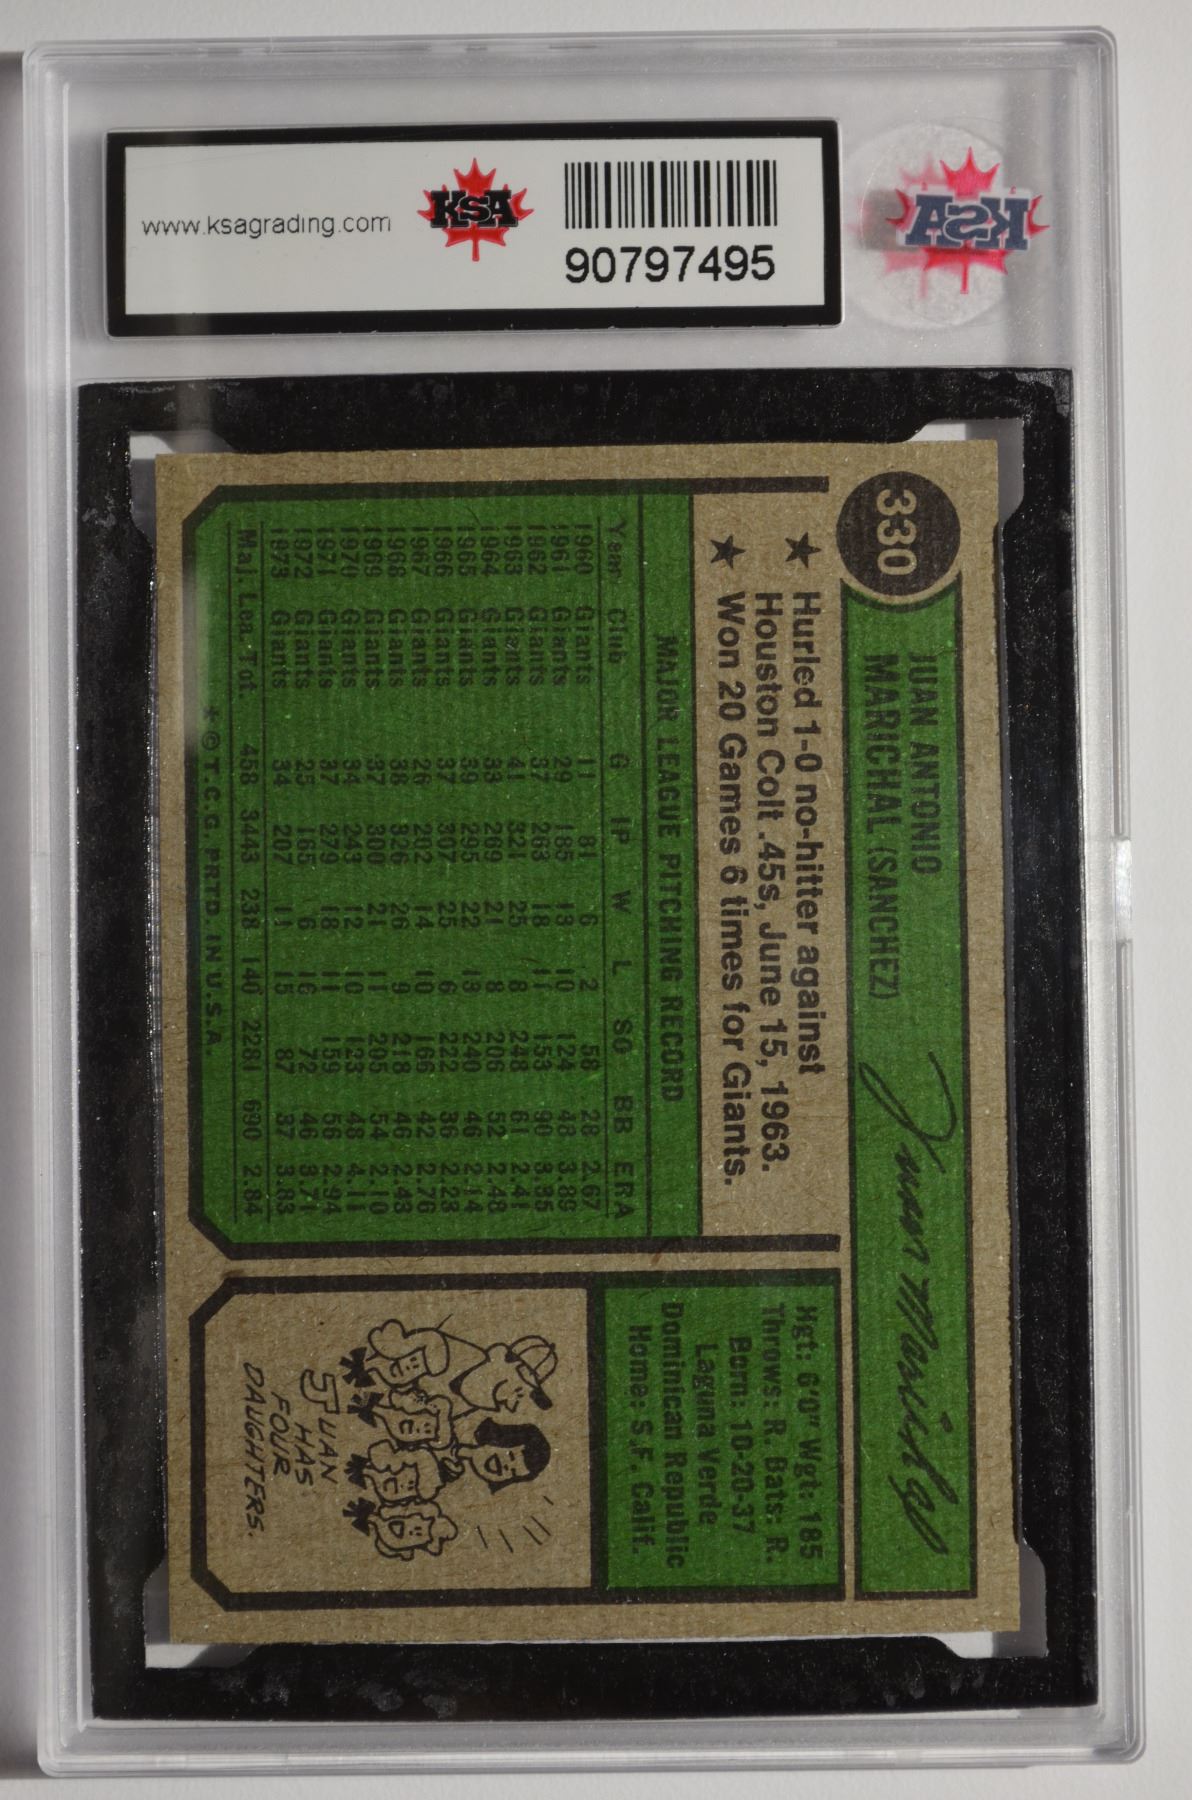 www.ksagrading.com
KSA
90797495
KSA
330
JUAN ANTONIO
MARICHAL (SANCHEZ)
Juan Marichal
★ Hurled 1-0 no-hitter against
Houston Colt .45s, June 15, 1963.
★ Won 20 Games 6 times for Giants.
MAJOR LEAGUE PITCHING RECORD
Year Club G IP W L SO BB ERA
1960 Giants 11 81 6 2 58 28 2.67
1961 Giants 29 185 13 10 124 48 3.89
1962 Giants 37 263 18 11 153 90 3.35
1963 Giants 41 321 25 8 248 61 2.41
1964 Giants 33 269 21 8 206 52 2.48
1965 Giants 39 295 22 13 240 46 2.14
1966 Giants 37 307 25 6 222 36 2.23
1967 Giants 26 202 14 10 166 42 2.76
1968 Giants 38 326 26 9 218 46 2.43
1969 Giants 37 300 21 11 205 54 2.10
1970 Giants 34 243 12 10 123 48 4.11
1971 Giants 37 279 18 11 159 56 2.94
1972 Giants 25 165 6 16 72 46 3.71
1973 Giants 34 207 11 15 87 37 3.83
Maj. Lea. Tot. 458 3443 238 140 2281 690 2.84
* © T.C.G. PRTD. IN U.S.A.
Hgt: 6'0" Wgt: 185
Throws: R. Bats: R.
Born: 10-20-37
Laguna Verde
Dominican Republic
Home: S.F. Calif.
JUAN
HAS
FOUR
DAUGHTERS.